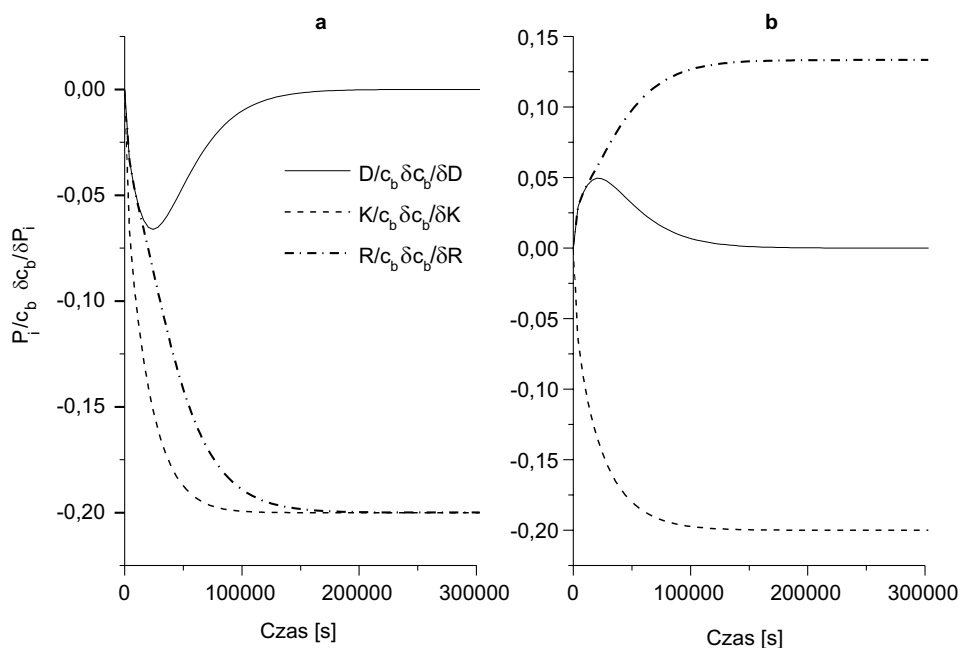 a
0,00
-0,05
-0,10
-0,15
-0,20
P_i/c_b δc_b/δP_i
D/c_b δc_b/δD
K/c_b δc_b/δK
R/c_b δc_b/δR
0
100000
200000
300000
Czas [s]
b
0,15
0,10
0,05
0,00
-0,05
-0,10
-0,15
-0,20
0,25
0
100000
200000
300000
Czas [s]